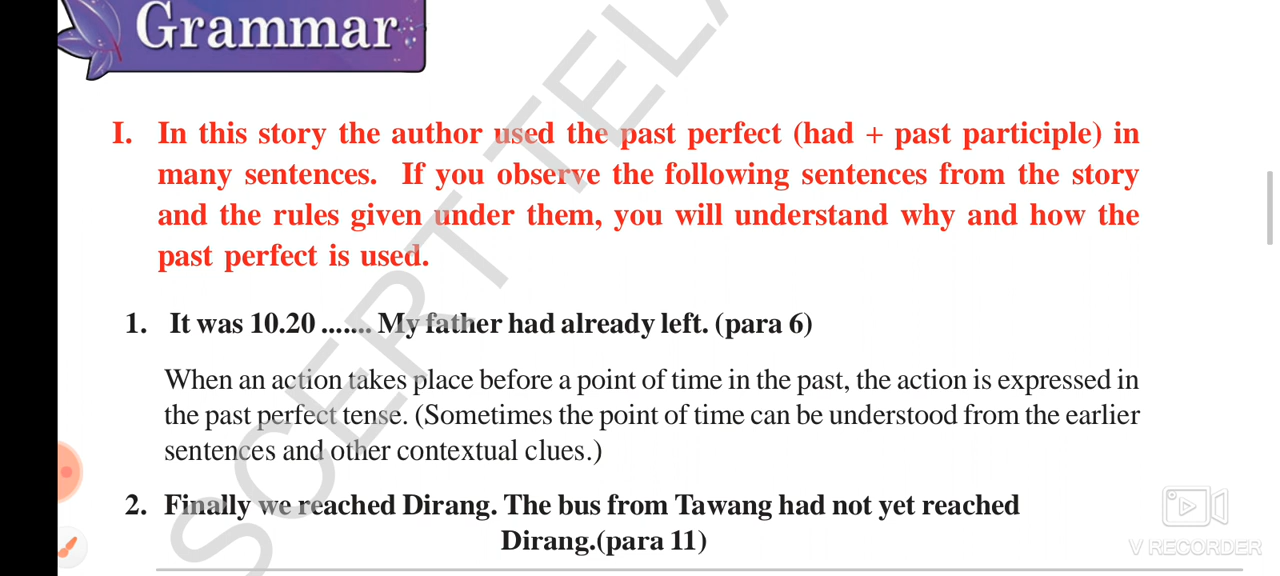 Grammar
I. In this story the author used the past perfect (had + past participle) in
many sentences. If you observe the following sentences from the story
and the rules given under them, you will understand why and how the
past perfect is used.
1. It was 10.20 ....... My father had already left. (para 6)
When an action takes place before a point of time in the past, the action is expressed in
the past perfect tense. (Sometimes the point of time can be understood from the earlier
sentences and other contextual clues.)
2. Finally we reached Dirang. The bus from Tawang had not yet reached
Dirang.(para 11)
SCERT TELA
V RECORDER